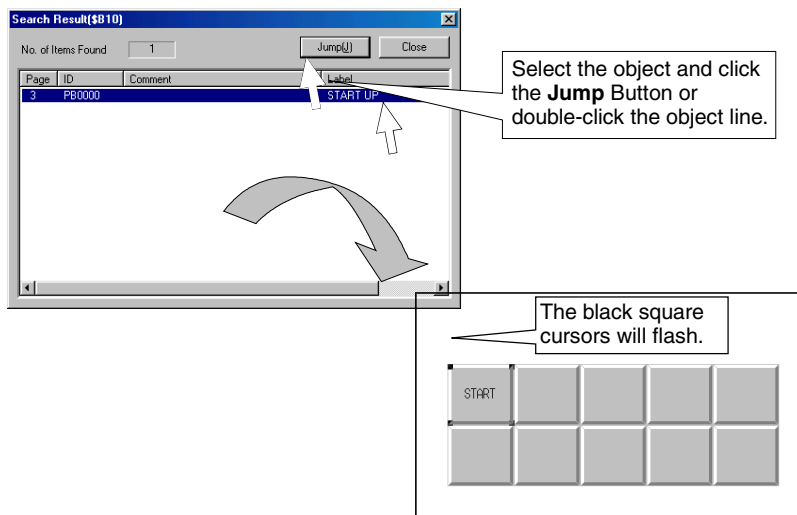 Search Result($B10)
No. of Items Found 1 Jump(J) Close
Page ID Comment Label
3 PB0000 START UP
Select the object and click
the Jump Button or
double-click the object line.
The black square
cursors will flash.
START